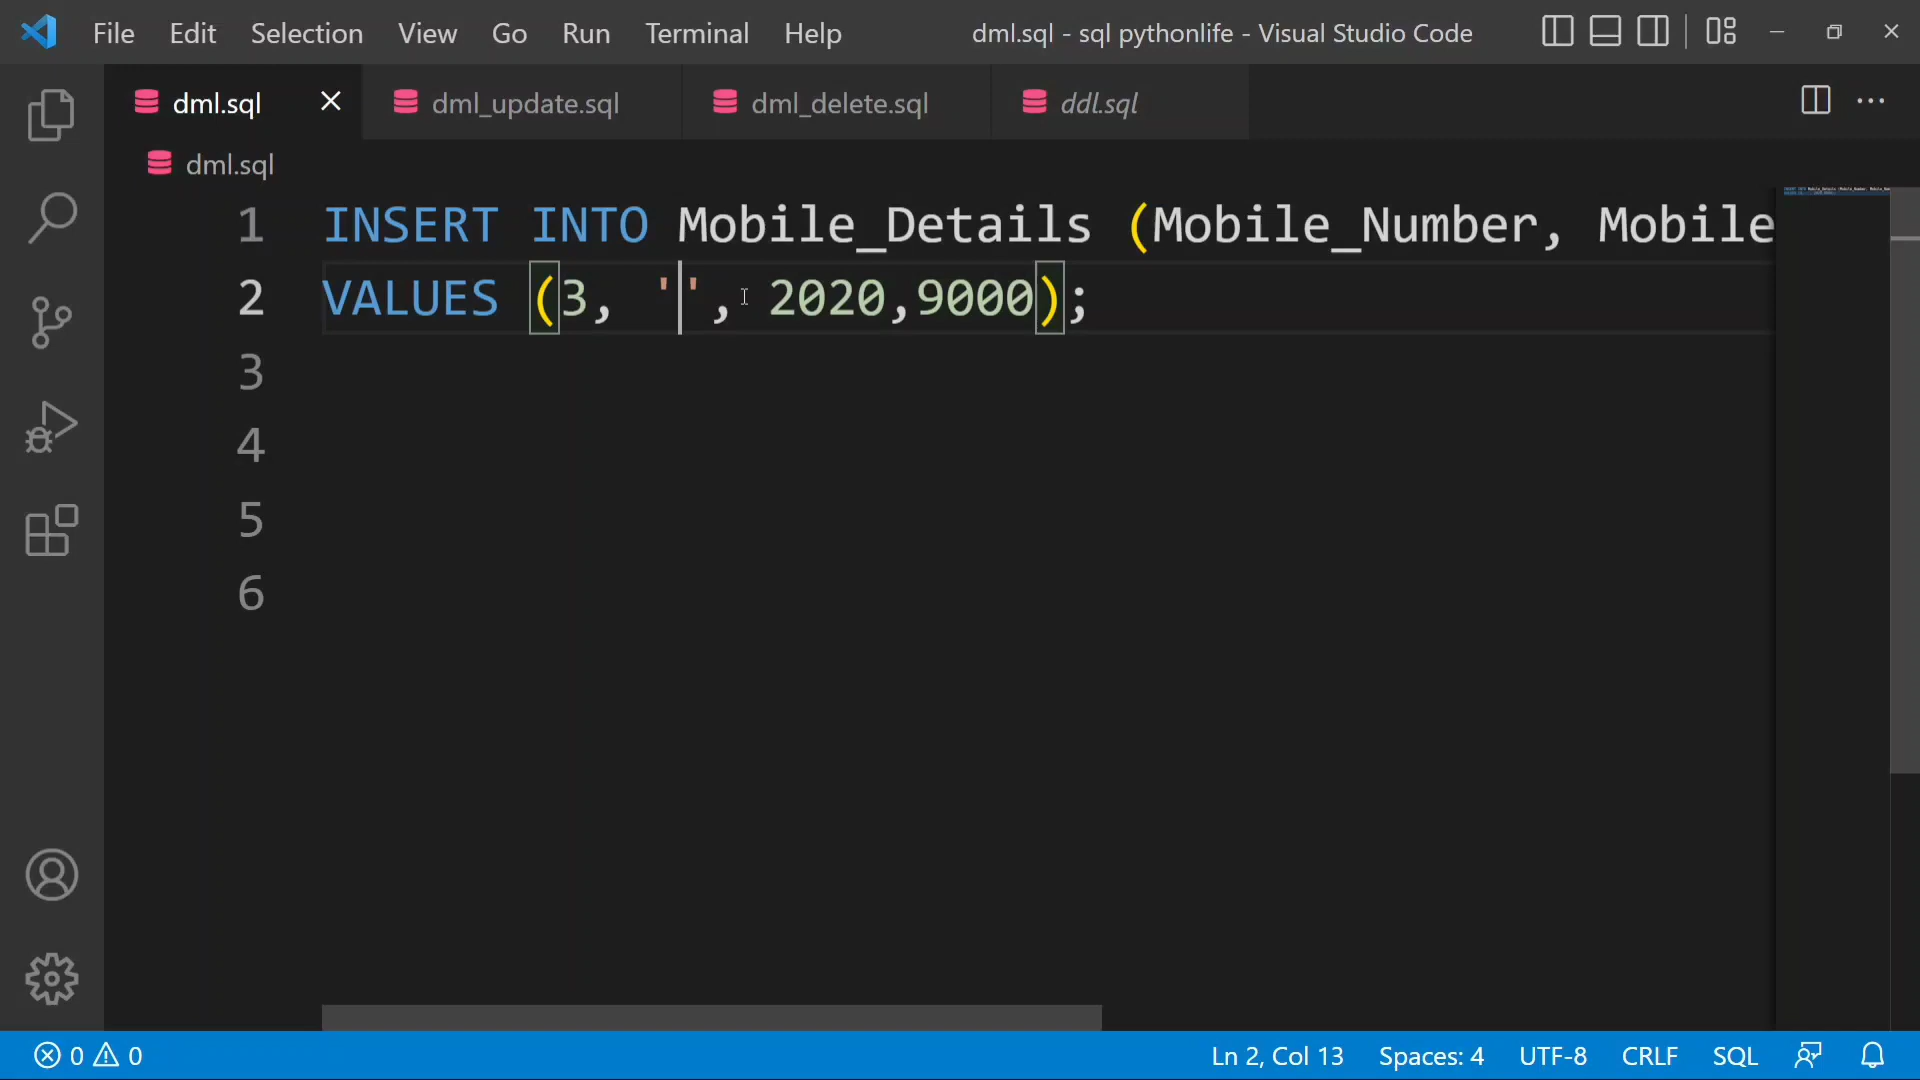 File Edit Selection View Go Run Terminal Help dml.sql - sql pythonlife - Visual Studio Code
dml.sql dml_update.sql dml_delete.sql ddl.sql
dml.sql
1 INSERT INTO Mobile_Details (Mobile_Number, Mobile
2 VALUES (3, '', 2020,9000);
3
4
5
6
0 0 Ln 2, Col 13 Spaces: 4 UTF-8 CRLF SQL